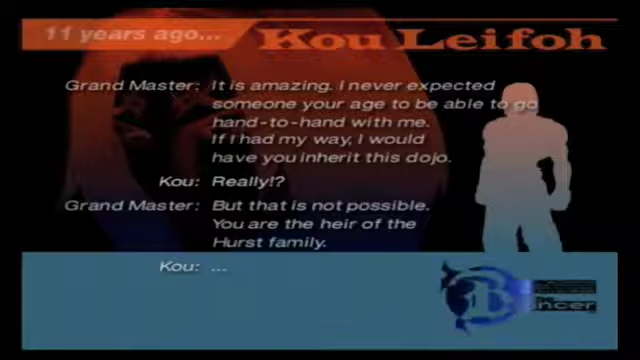 11 years ago...
Kou Leifoh
Grand Master: It is amazing. I never expected
someone your age to be able to go
hand-to-hand with me.
If I had my way, I would
have you inherit this dojo.
Kou: Really!?
Grand Master: But that is not possible.
You are the heir of the
Hurst family.
Kou: ...